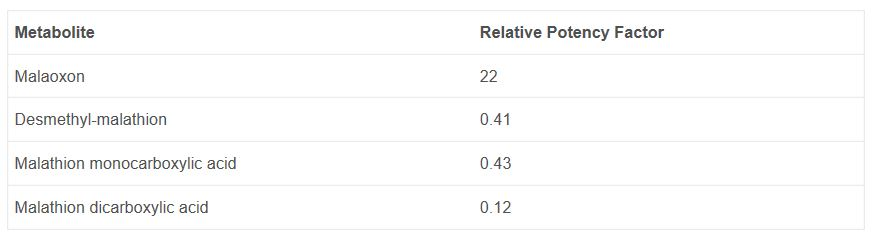 Metabolite Relative Potency Factor
Malaoxon 22
Desmethyl-malathion 0.41
Malathion monocarboxylic acid 0.43
Malathion dicarboxylic acid 0.12